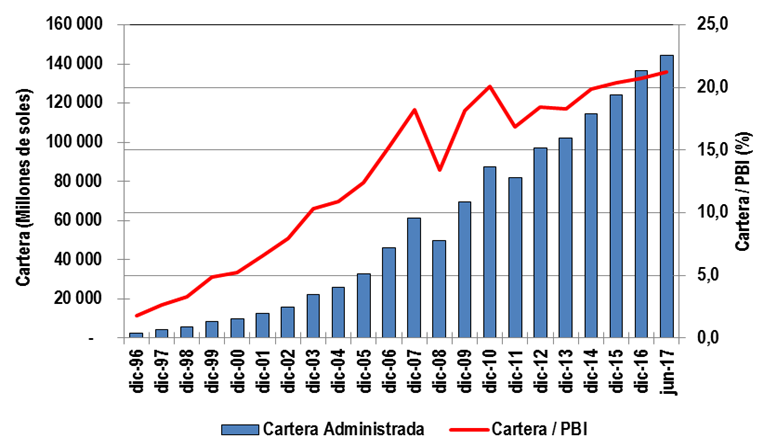 Cartera (Millones de soles)
160 000
140 000
120 000
100 000
80 000
60 000
40 000
20 000
-
25,0
20,0
15,0
10,0
5,0
0,0
Cartera / PBI (%)
dic-96
dic-97
dic-98
dic-99
dic-00
dic-01
dic-02
dic-03
dic-04
dic-05
dic-06
dic-07
dic-08
dic-09
dic-10
dic-11
dic-12
dic-13
dic-14
dic-15
dic-16
jun-17
Cartera Administrada
Cartera / PBI